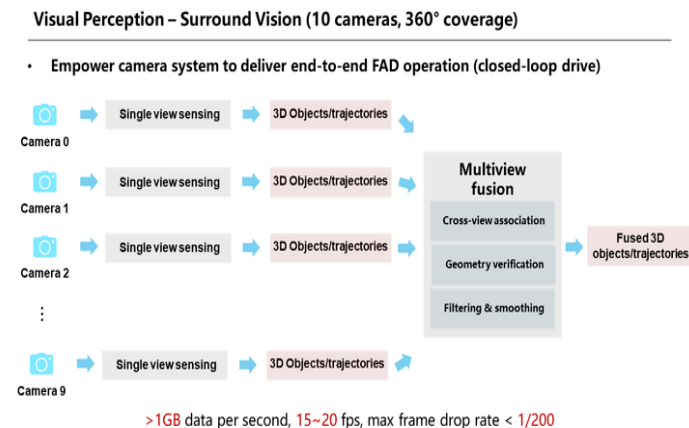 Visual Perception – Surround Vision (10 cameras, 360° coverage)
• Empower camera system to deliver end-to-end FAD operation (closed-loop drive)
Camera 0
Single view sensing
3D Objects/trajectories
Camera 1
Single view sensing
3D Objects/trajectories
Camera 2
Single view sensing
3D Objects/trajectories
⋮
Camera 9
Single view sensing
3D Objects/trajectories
Multiview
fusion
Cross-view association
Geometry verification
Filtering & smoothing
Fused 3D
objects/trajectories
>1GB data per second, 15~20 fps, max frame drop rate < 1/200